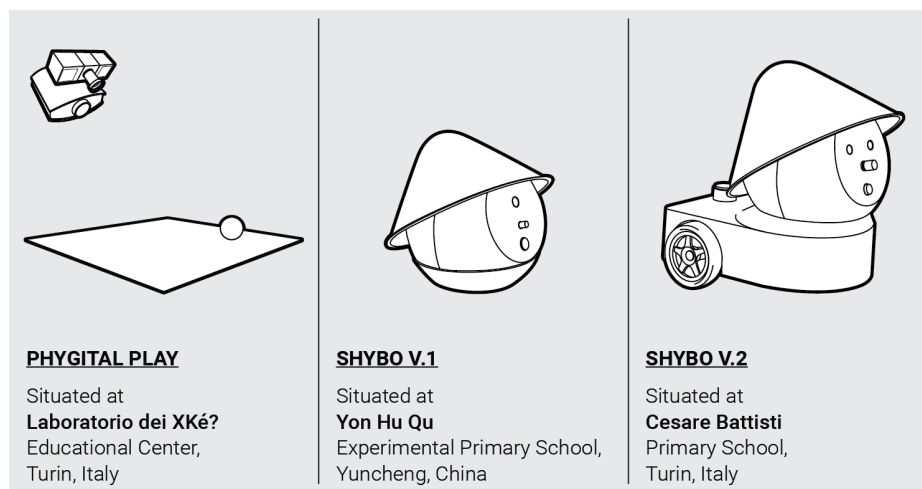 PHYGITAL PLAY
Situated at
Laboratorio dei XKé?
Educational Center,
Turin, Italy
SHYBO V.1
Situated at
Yon Hu Qu
Experimental Primary School,
Yuncheng, China
SHYBO V.2
Situated at
Cesare Battisti
Primary School,
Turin, Italy